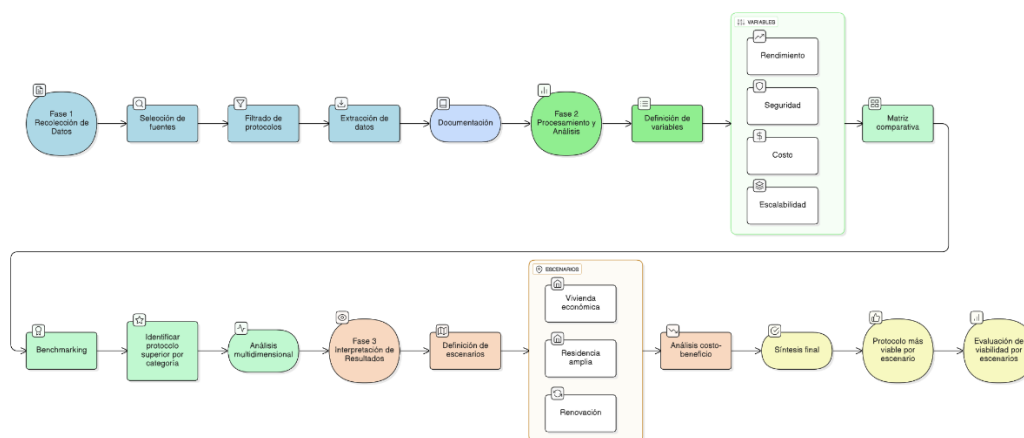 Fase 1
Recolección de
Datos
Selección de
fuentes
Filtrado de
protocolos
Extracción de
datos
Documentación
Fase 2
Procesamiento y
Análisis
Definición de
variables
VARIABLES
Rendimiento
Seguridad
Costo
Escalabilidad
Matriz
comparativa
Benchmarking
Identificar
protocolo
superior por
categoría
Análisis
multidimensional
Fase 3
Interpretación de
Resultados
Definición de
escenarios
ESCENARIOS
Vivienda
económica
Residencia
amplia
Renovación
Análisis costo-
beneficio
Síntesis final
Protocolo más
viable por
escenario
Evaluación de
viabilidad por
escenarios